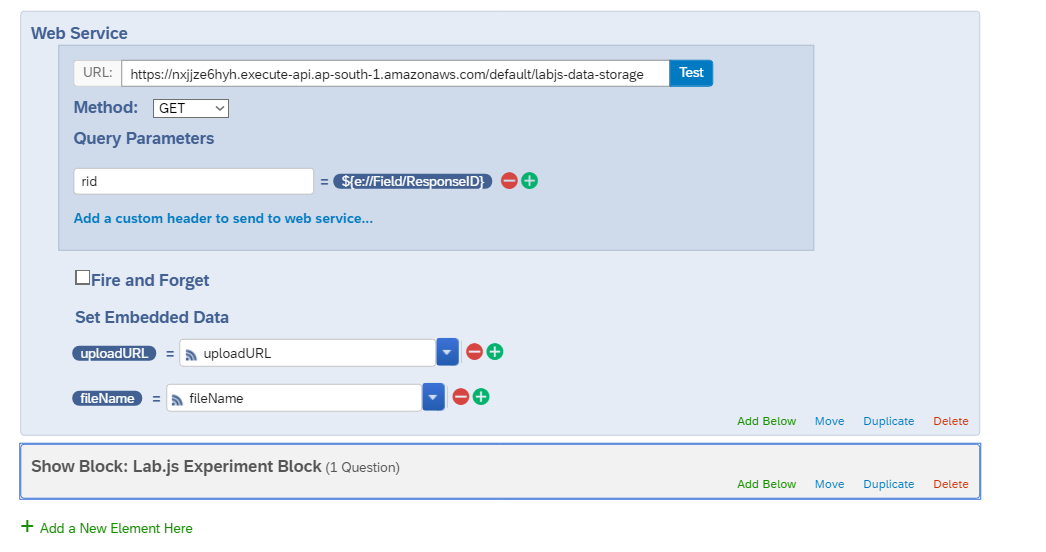 Web Service
URL: https://nxjjze6hyh.execute-api.ap-south-1.amazonaws.com/default/labjs-data-storage Test
Method: GET
Query Parameters
rid = ${e://Field/ResponseID}
Add a custom header to send to web service...
Fire and Forget
Set Embedded Data
uploadURL = uploadURL
fileName = fileName
Add Below Move Duplicate Delete
Show Block: Lab.js Experiment Block (1 Question)
Add Below Move Duplicate Delete
+ Add a New Element Here